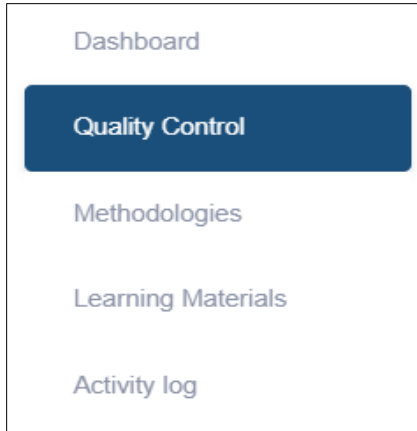 Dashboard
Quality Control
Methodologies
Learning Materials
Activity log